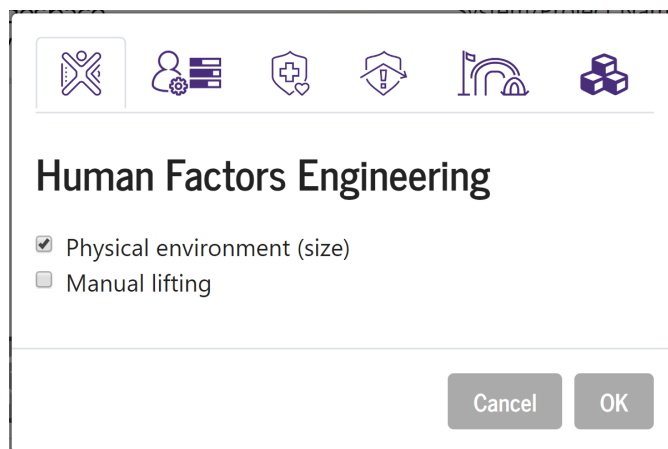 Human Factors Engineering
Physical environment (size)
Manual lifting
Cancel
OK